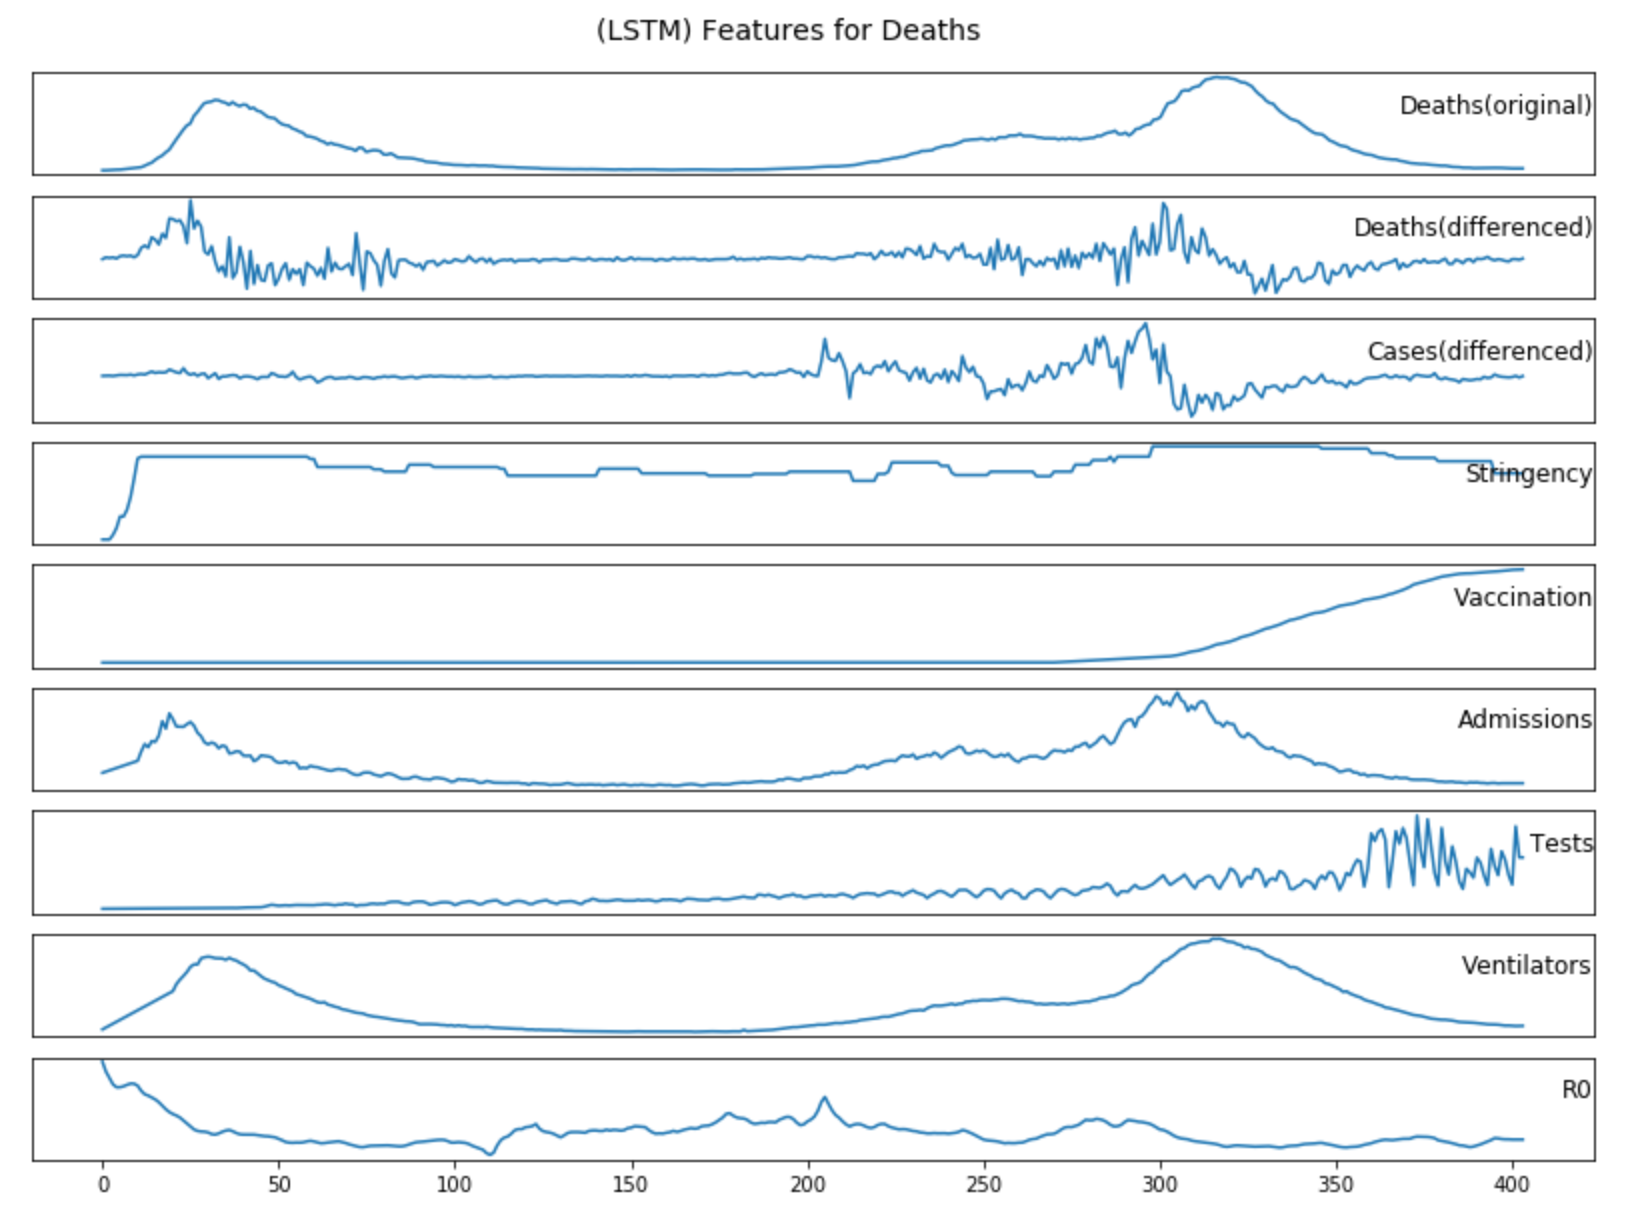 (LSTM) Features for Deaths
Deaths(original)
Deaths(differenced)
Cases(differenced)
Stringency
Vaccination
Admissions
Tests
Ventilators
R0
0 50 100 150 200 250 300 350 400